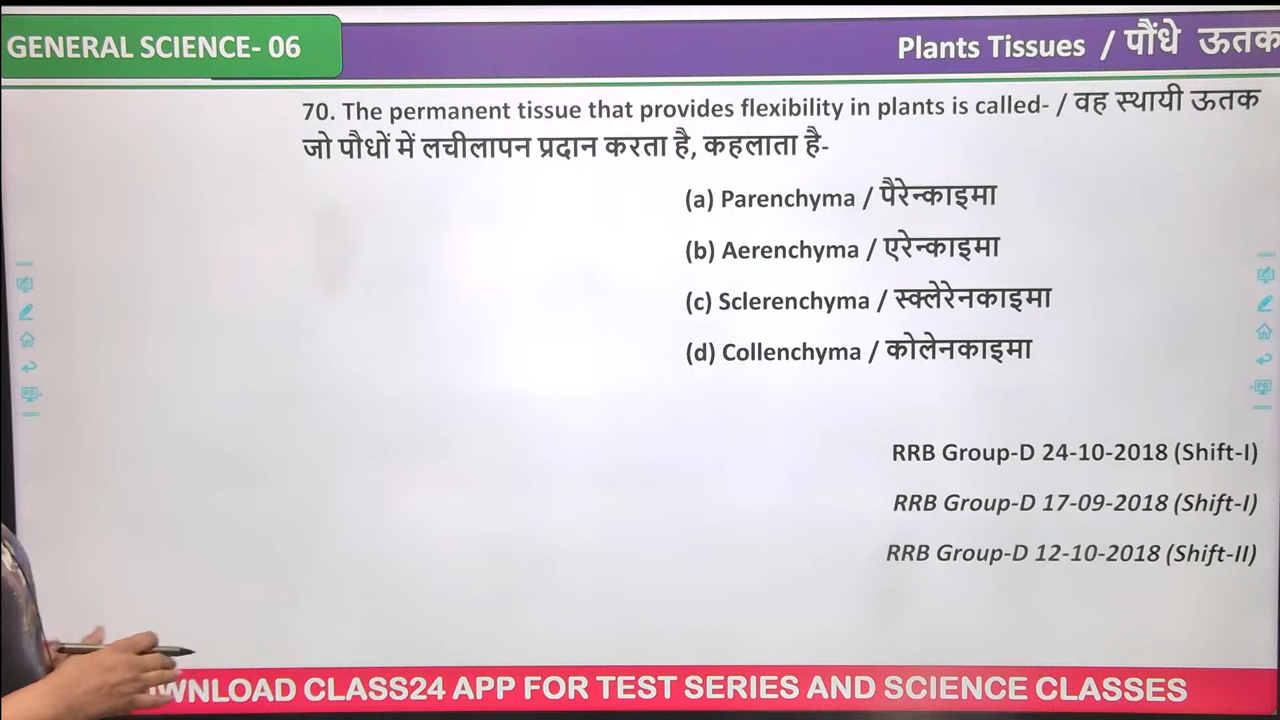 GENERAL SCIENCE- 06
Plants Tissues / पौंधे ऊतक
70. The permanent tissue that provides flexibility in plants is called- / वह स्थायी ऊतक
जो पौधों में लचीलापन प्रदान करता है, कहलाता है-
(a) Parenchyma / पैरेन्काइमा
(b) Aerenchyma / एरेन्काइमा
(c) Sclerenchyma / स्क्लेरेनकाइमा
(d) Collenchyma / कोलेनकाइमा
RRB Group-D 24-10-2018 (Shift-I)
RRB Group-D 17-09-2018 (Shift-I)
RRB Group-D 12-10-2018 (Shift-II)
WNLOAD CLASS24 APP FOR TEST SERIES AND SCIENCE CLASSES